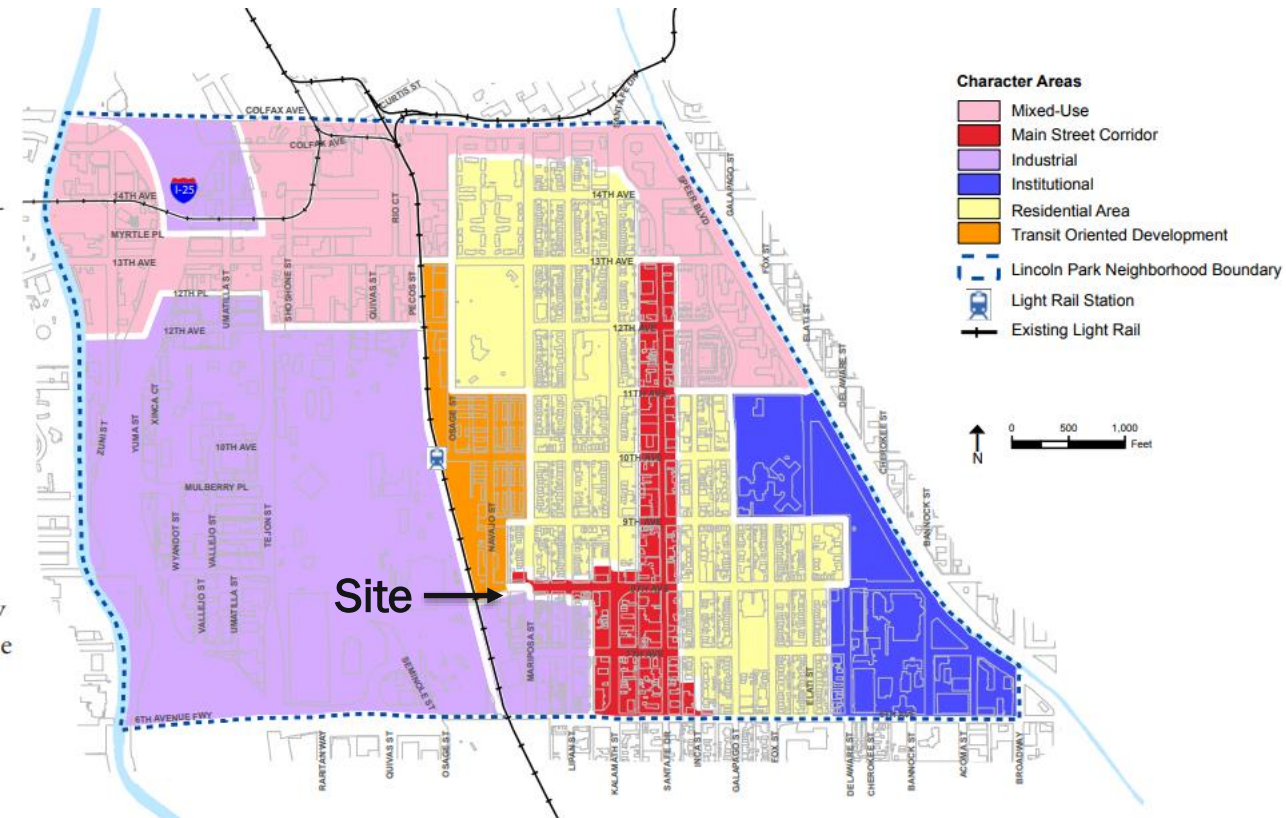 CURTIS ST
COLFAX AVE
COLFAX AVE
SANTA FE DR
I-25
14TH AVE
14TH AVE
RIO CT
SPEER BLVD
GALAPAGO ST
MYRTLE PL
13TH AVE
13TH AVE
FOX ST
12TH PL
UMATILLA ST
SHOSHONE ST
QUIVAS ST
PECOS ST
12TH AVE
12TH AVE
ELATI ST
DELAWARE ST
11TH AVE
XINCA CT
YUMA ST
ZUNI ST
OSAGE ST
CHEROKEE ST
10TH AVE
10TH AVE
MULBERRY PL
WYANDOT ST
VALLEJO ST
TEJON ST
NAVAJO ST
9TH AVE
BANNOCK ST
VALLEJO ST
UMATILLA ST
Site
MARIPOSA ST
SEMINOLE ST
ELATI ST
6TH AVENUE FWY
RARITAN WAY
QUIVAS ST
OSAGE ST
LIPAN ST
KALAMATH ST
SANTA FE DR
INCA ST
GALAPAGO ST
FOX ST
DELAWARE ST
CHEROKEE ST
BANNOCK ST
ACOMA ST
BROADWAY
Character Areas
Mixed-Use
Main Street Corridor
Industrial
Institutional
Residential Area
Transit Oriented Development
Lincoln Park Neighborhood Boundary
Light Rail Station
Existing Light Rail
N
0 500 1,000
Feet